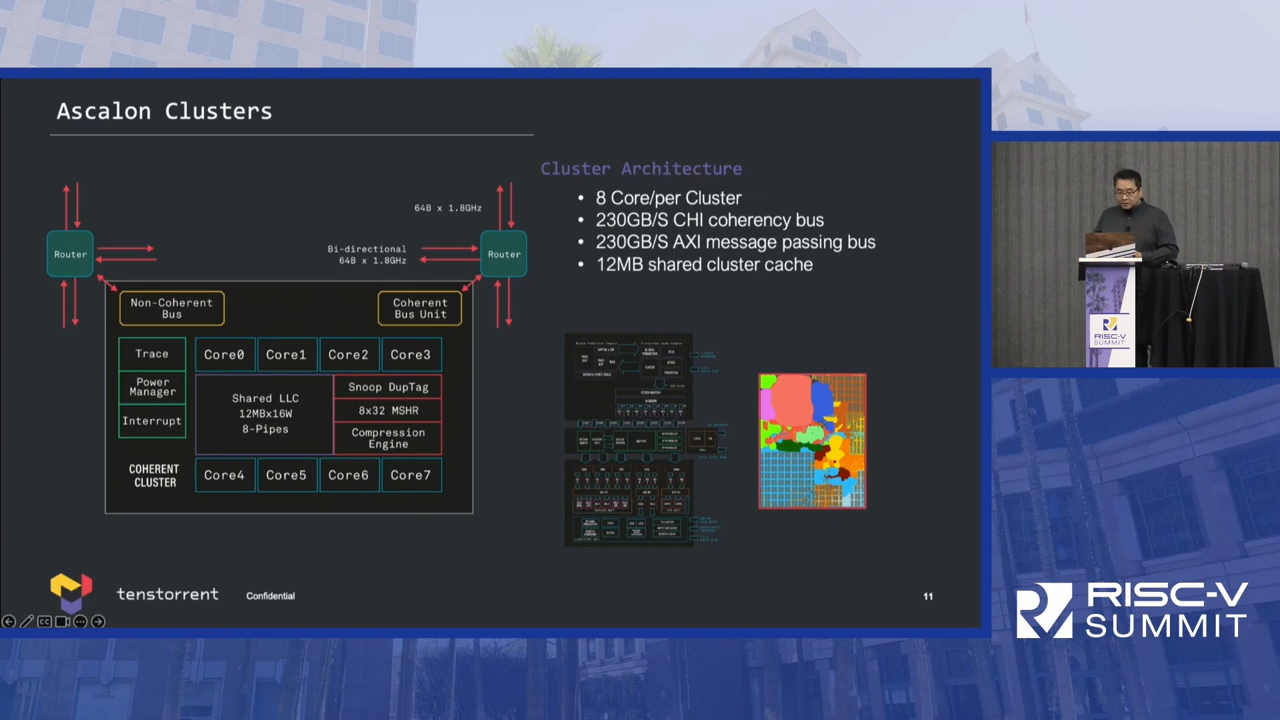 Ascalon Clusters
Cluster Architecture
• 8 Core/per Cluster
• 230GB/S CHI coherency bus
• 230GB/S AXI message passing bus
• 12MB shared cluster cache
64B x 1.8GHz
Bi-directional
64B x 1.8GHz
Router
Router
Non-Coherent
Bus
Coherent
Bus Unit
Trace
Power
Manager
Interrupt
Core0
Core1
Core2
Core3
Shared LLC
12MBx16W
8-Pipes
Snoop DupTag
8x32 MSHR
Compression
Engine
COHERENT
CLUSTER
Core4
Core5
Core6
Core7
tenstorrent
Confidential
11
CC
RISC-V
SUMMIT
RISC-V
SUMMIT